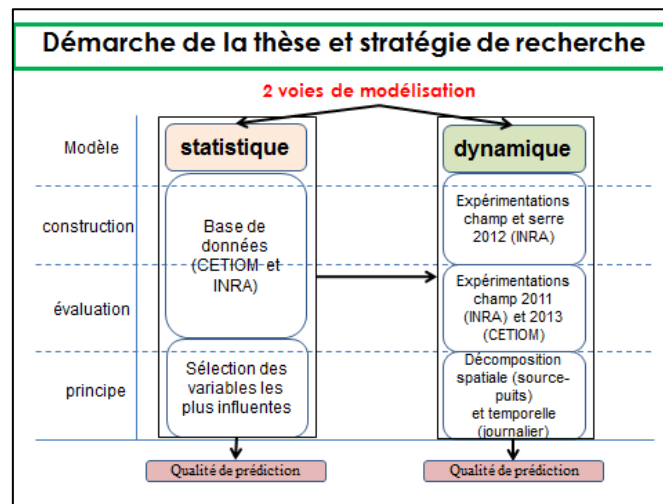 Démarche de la thèse et stratégie de recherche
2 voies de modélisation
Modèle
statistique
dynamique
construction
Base de
données
(CETIOM et
INRA)
Expérimentations
champ et serre
2012 (INRA)
évaluation
Expérimentations
champ 2011
(INRA) et 2013
(CETIOM)
principe
Sélection des
variables les
plus influentes
Décomposition
spatiale (source-
puits)
et temporelle
(journalier)
Qualité de prédiction
Qualité de prédiction